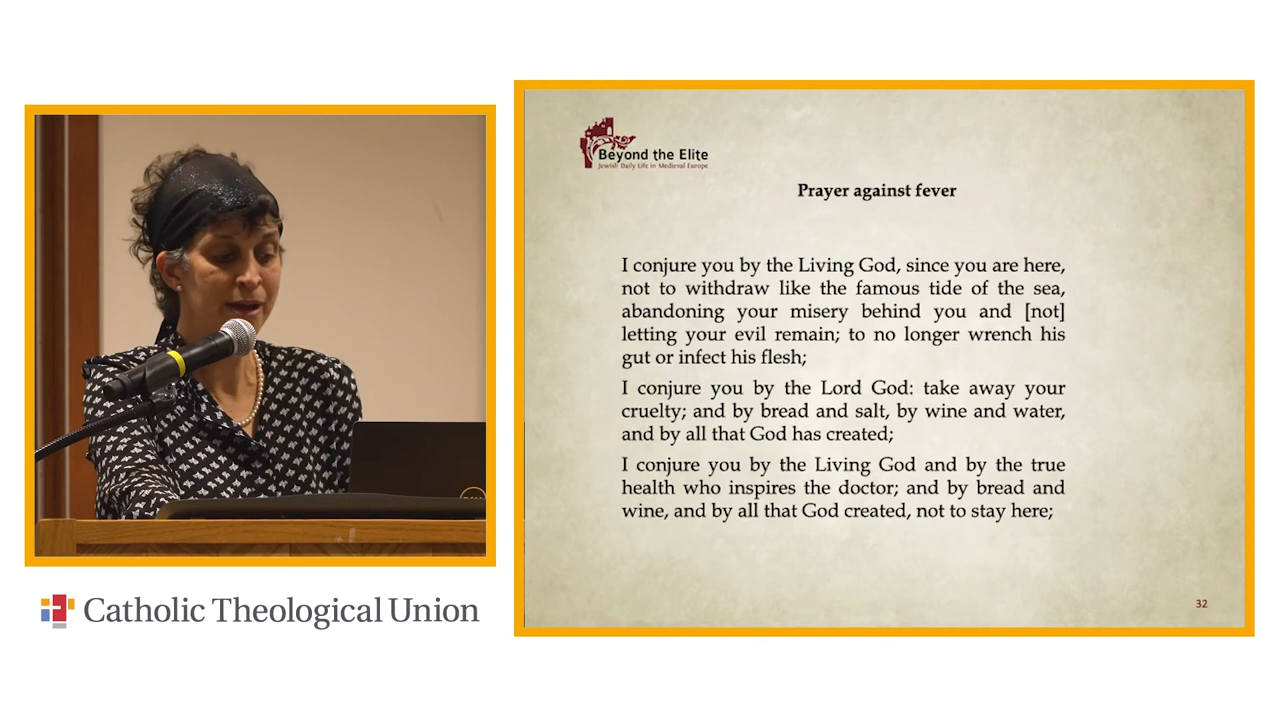 Beyond the Elite
Jewish Daily Life in Medieval Europe
Prayer against fever
I conjure you by the Living God, since you are here,
not to withdraw like the famous tide of the sea,
abandoning your misery behind you and [not]
letting your evil remain; to no longer wrench his
gut or infect his flesh;
I conjure you by the Lord God: take away your
cruelty; and by bread and salt, by wine and water,
and by all that God has created;
I conjure you by the Living God and by the true
health who inspires the doctor; and by bread and
wine, and by all that God created, not to stay here;
32
Catholic Theological Union